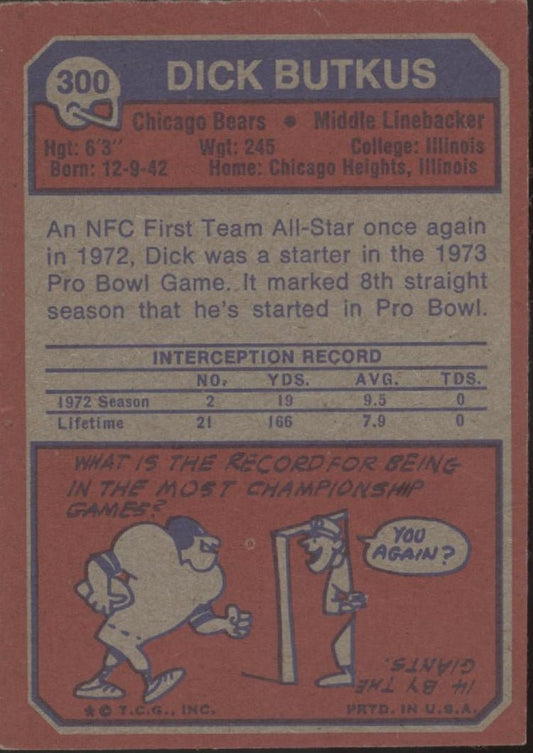 300
DICK BUTKUS
Chicago Bears • Middle Linebacker
Hgt: 6'3" Wgt: 245 College: Illinois
Born: 12-9-42 Home: Chicago Heights, Illinois
An NFC First Team All-Star once again
in 1972, Dick was a starter in the 1973
Pro Bowl Game. It marked 8th straight
season that he's started in Pro Bowl.
INTERCEPTION RECORD
NO. YDS. AVG. TDS.
1972 Season 2 19 9.5 0
Lifetime 21 166 7.9 0
WHAT IS THE RECORD FOR BEING
IN THE MOST CHAMPIONSHIP
GAMES?
YOU
AGAIN?
14 BY THE
GIANTS.
* © T.C.G., INC. PRTD. IN U.S.A.